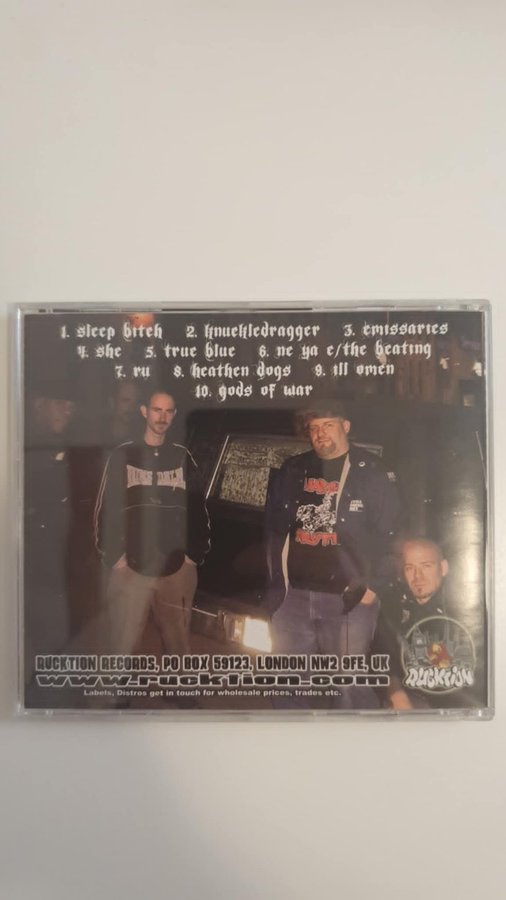 1. sleep bitch 2. knuckledragger 3. emissaries
4. she 5. true blue 6. ne ya e/the beating
7. ru 8. heathen dogs 9. ill omen
10. gods of war
RUCKTION RECORDS, PO BOX 59123, LONDON NW2 9FE, UK
www.rucktion.com
Labels, Distros get in touch for wholesale prices, trades etc.
RUCKTION